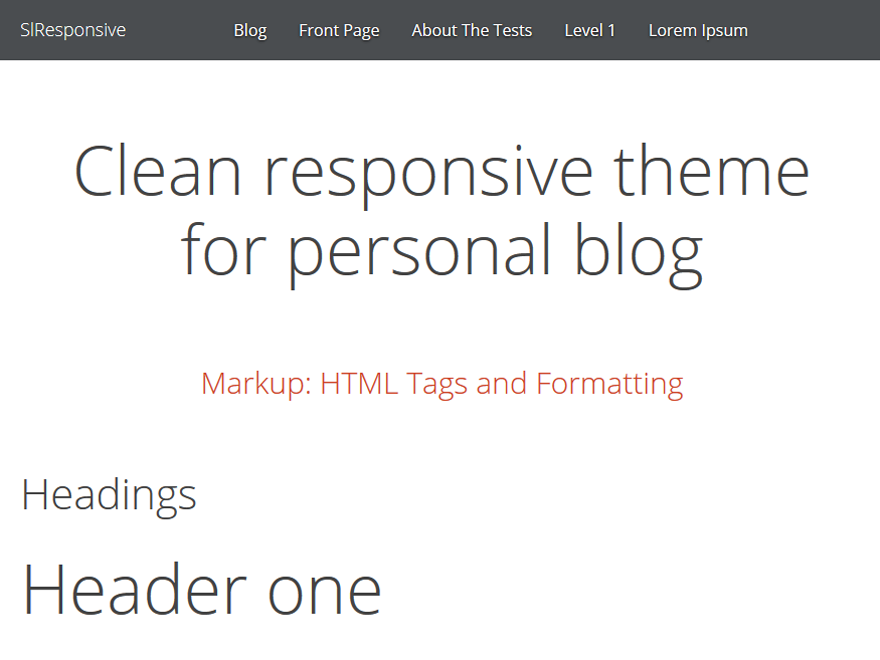 SlResponsive Blog Front Page About The Tests Level 1 Lorem Ipsum
Clean responsive theme
for personal blog
Markup: HTML Tags and Formatting
Headings
Header one